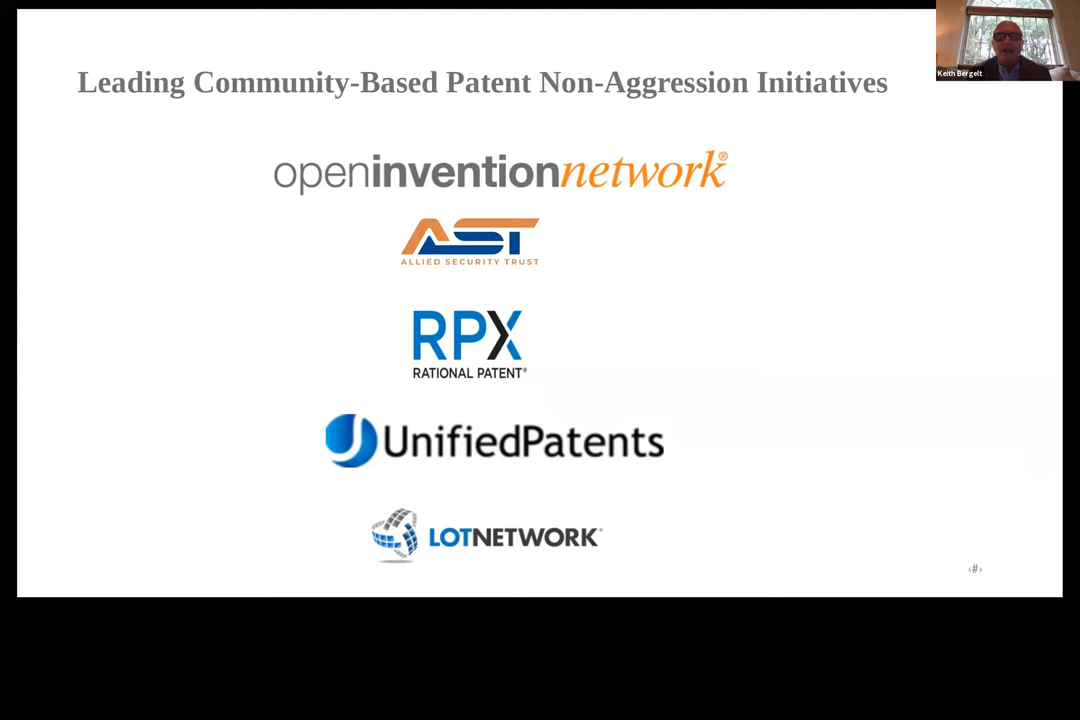 Keith Bergelt
Leading Community-Based Patent Non-Aggression Initiatives
openinventionnetwork®
AST
ALLIED SECURITY TRUST
RPX
RATIONAL PATENT®
UnifiedPatents
LOTNETWORK®
‹#›